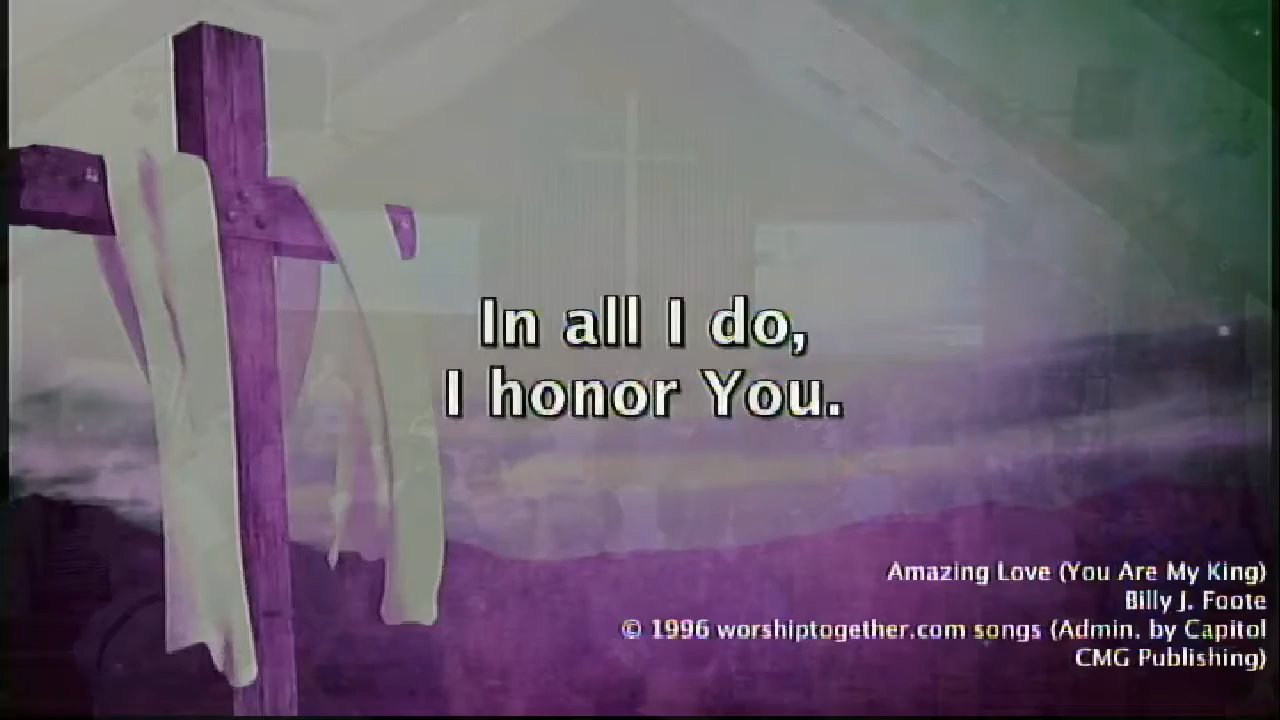 In all I do,
I honor You.
Amazing Love (You Are My King)
Billy J. Foote
© 1996 worshiptogether.com songs (Admin. by Capitol
CMG Publishing)